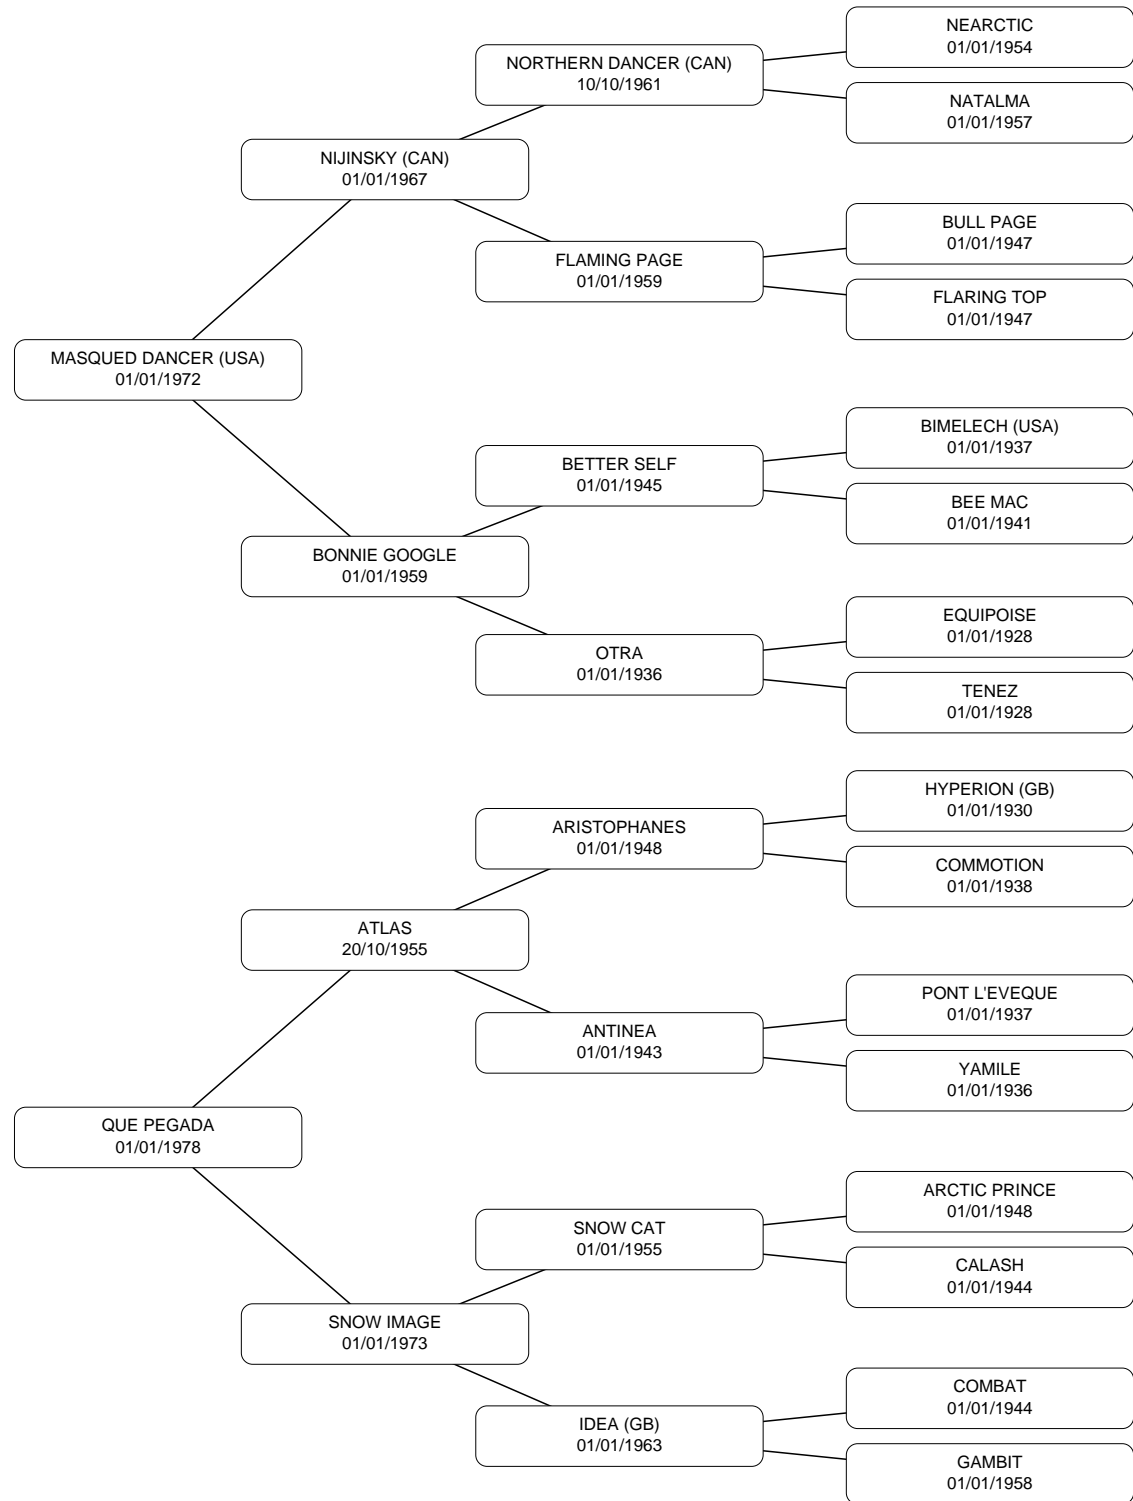 NEARCTIC
01/01/1954
NORTHERN DANCER (CAN)
10/10/1961
NATALMA
01/01/1957
NIJINSKY (CAN)
01/01/1967
BULL PAGE
01/01/1947
FLAMING PAGE
01/01/1959
FLARING TOP
01/01/1947
MASQUED DANCER (USA)
01/01/1972
BIMELECH (USA)
01/01/1937
BETTER SELF
01/01/1945
BEE MAC
01/01/1941
BONNIE GOOGLE
01/01/1959
EQUIPOISE
01/01/1928
OTRA
01/01/1936
TENEZ
01/01/1928
HYPERION (GB)
01/01/1930
ARISTOPHANES
01/01/1948
COMMOTION
01/01/1938
ATLAS
20/10/1955
PONT L'EVEQUE
01/01/1937
ANTINEA
01/01/1943
YAMILE
01/01/1936
QUE PEGADA
01/01/1978
ARCTIC PRINCE
01/01/1948
SNOW CAT
01/01/1955
CALASH
01/01/1944
SNOW IMAGE
01/01/1973
COMBAT
01/01/1944
IDEA (GB)
01/01/1963
GAMBIT
01/01/1958